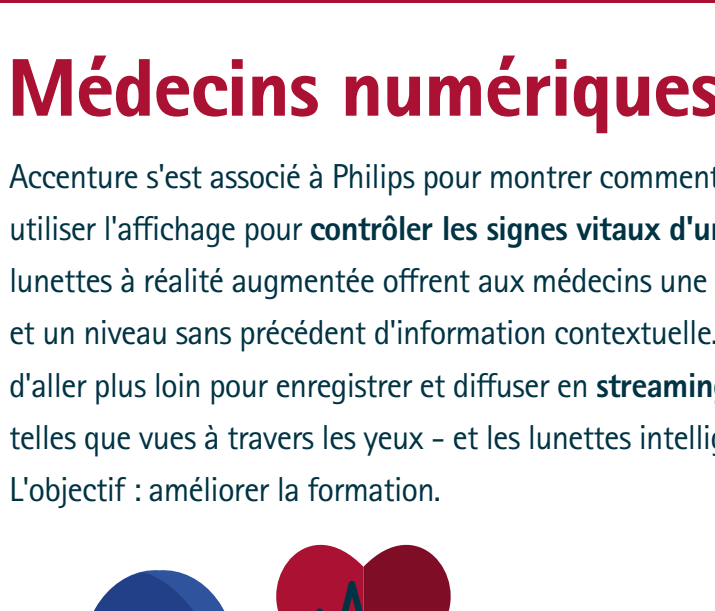 Médecins numériques
Accenture s'est associé à Philips pour montrer comment
utiliser l'affichage pour contrôler les signes vitaux d'un
lunettes à réalité augmentée offrent aux médecins une
et un niveau sans précédent d'information contextuelle.
d'aller plus loin pour enregistrer et diffuser en streaming
telles que vues à travers les yeux - et les lunettes
L'objectif : améliorer la formation.